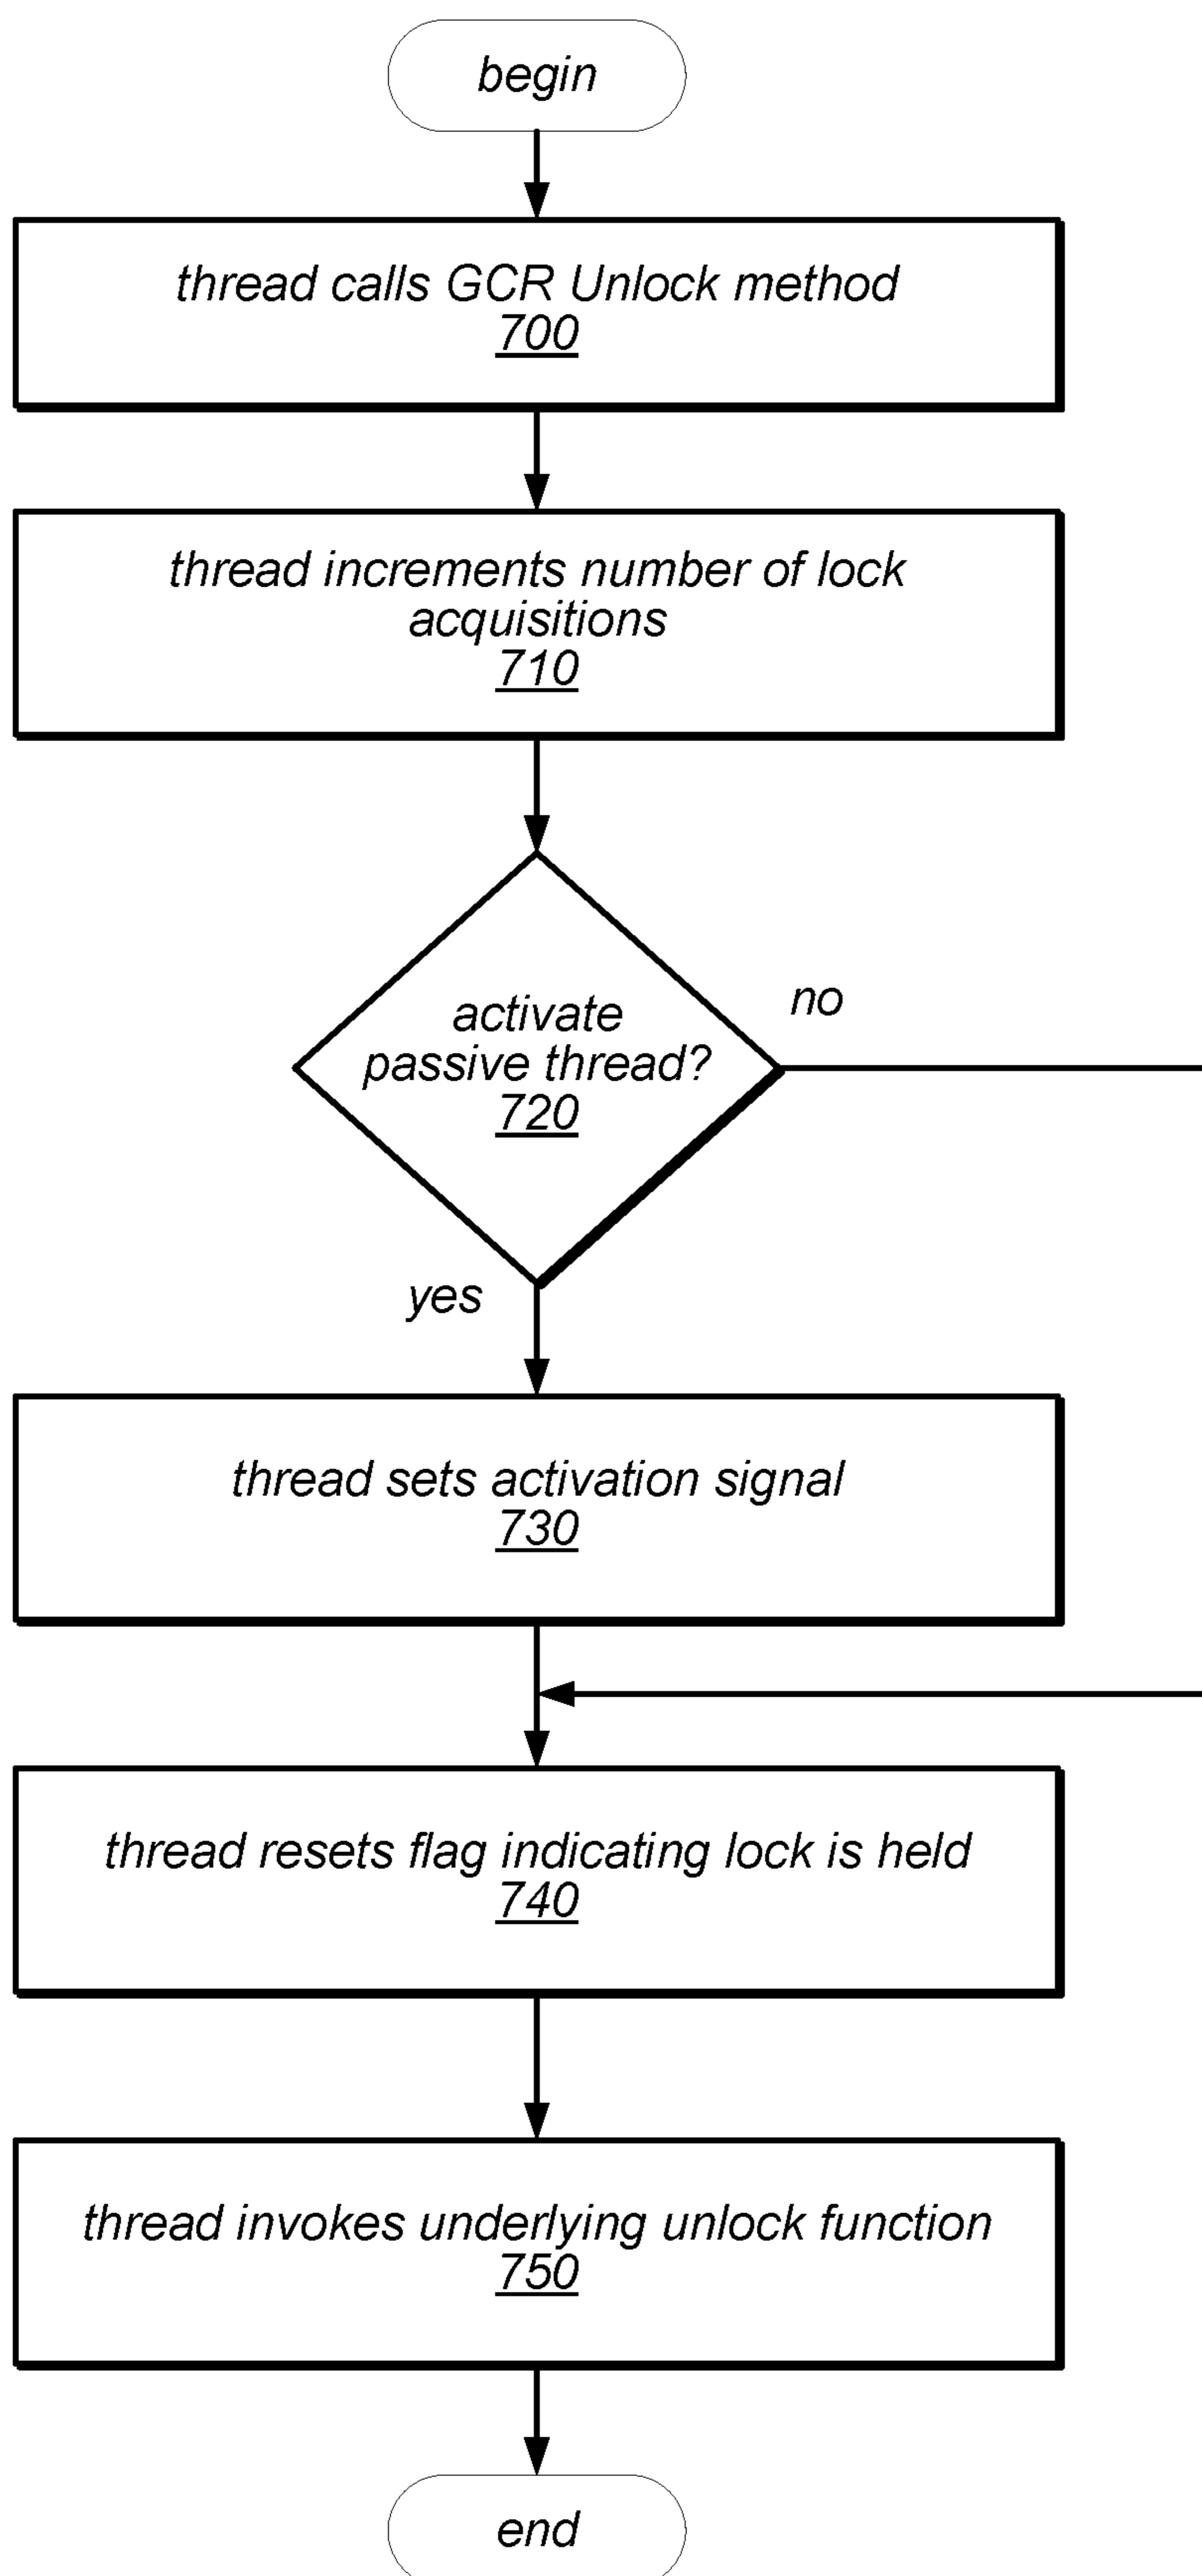 begin
thread calls GCR Unlock method
700
thread increments number of lock
acquisitions
710
activate
passive thread?
720
no
yes
thread sets activation signal
730
thread resets flag indicating lock is held
740
thread invokes underlying unlock function
750
end